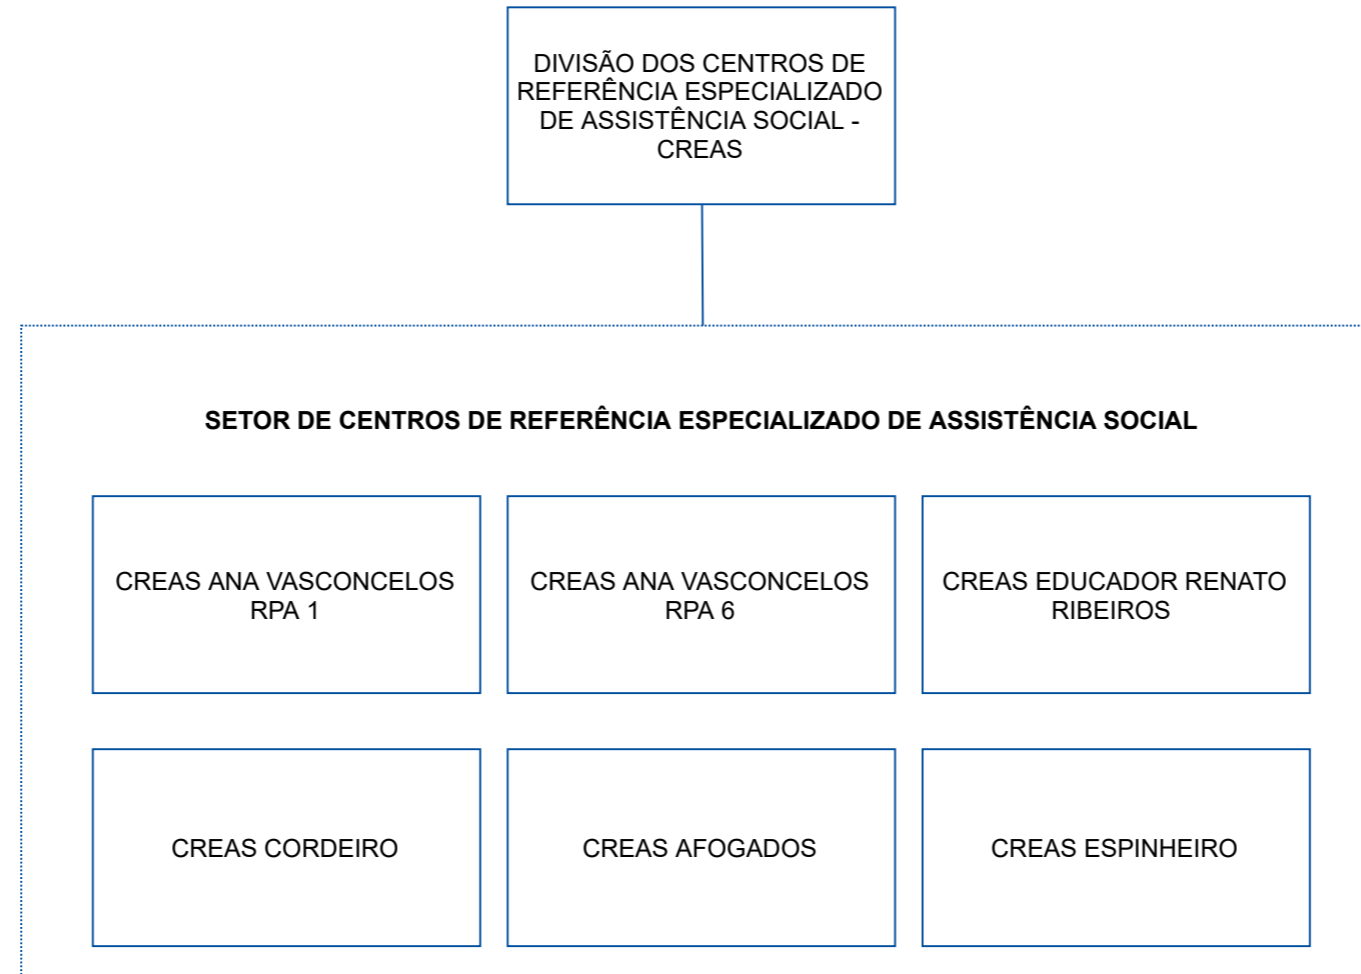 DIVISÃO DOS CENTROS DE
REFERÊNCIA ESPECIALIZADO
DE ASSISTÊNCIA SOCIAL -
CREAS
SETOR DE CENTROS DE REFERÊNCIA ESPECIALIZADO DE ASSISTÊNCIA SOCIAL
CREAS ANA VASCONCELOS
RPA 1
CREAS ANA VASCONCELOS
RPA 6
CREAS EDUCADOR RENATO
RIBEIROS
CREAS CORDEIRO
CREAS AFOGADOS
CREAS ESPINHEIRO